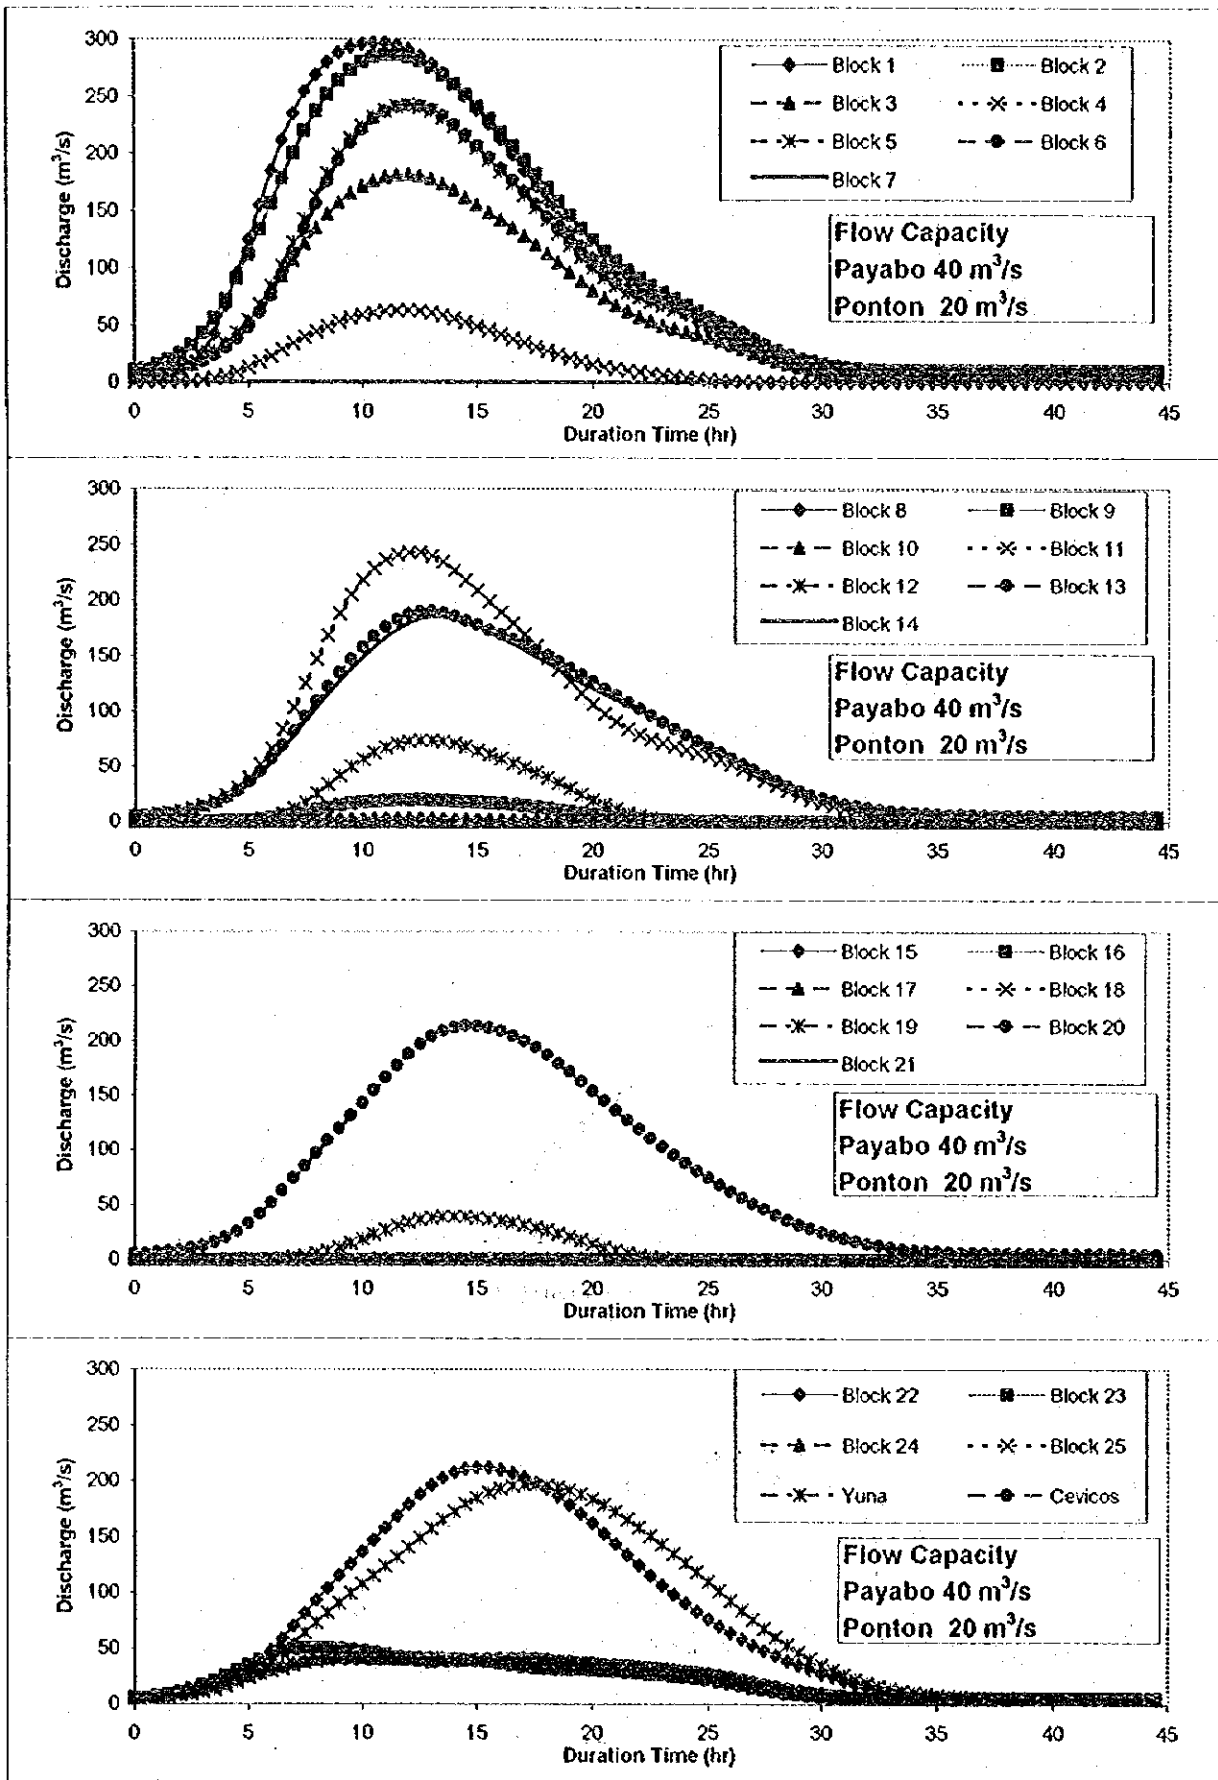 300
250
200
150
100
50
0
Discharge (m³/s)
0 5 10 15 20 25 30 35 40 45
Duration Time (hr)
Block 1 Block 2
Block 3 Block 4
Block 5 Block 6
Block 7
Flow Capacity
Payabo 40 m³/s
Ponton 20 m³/s
300
250
200
150
100
50
0
Discharge (m³/s)
0 5 10 15 20 25 30 35 40 45
Duration Time (hr)
Block 8 Block 9
Block 10 Block 11
Block 12 Block 13
Block 14
Flow Capacity
Payabo 40 m³/s
Ponton 20 m³/s
300
250
200
150
100
50
0
Discharge (m³/s)
0 5 10 15 20 25 30 35 40 45
Duration Time (hr)
Block 15 Block 16
Block 17 Block 18
Block 19 Block 20
Block 21
Flow Capacity
Payabo 40 m³/s
Ponton 20 m³/s
300
250
200
150
100
50
0
Discharge (m³/s)
0 5 10 15 20 25 30 35 40 45
Duration Time (hr)
Block 22 Block 23
Block 24 Block 25
Yuna Cevicos
Flow Capacity
Payabo 40 m³/s
Ponton 20 m³/s